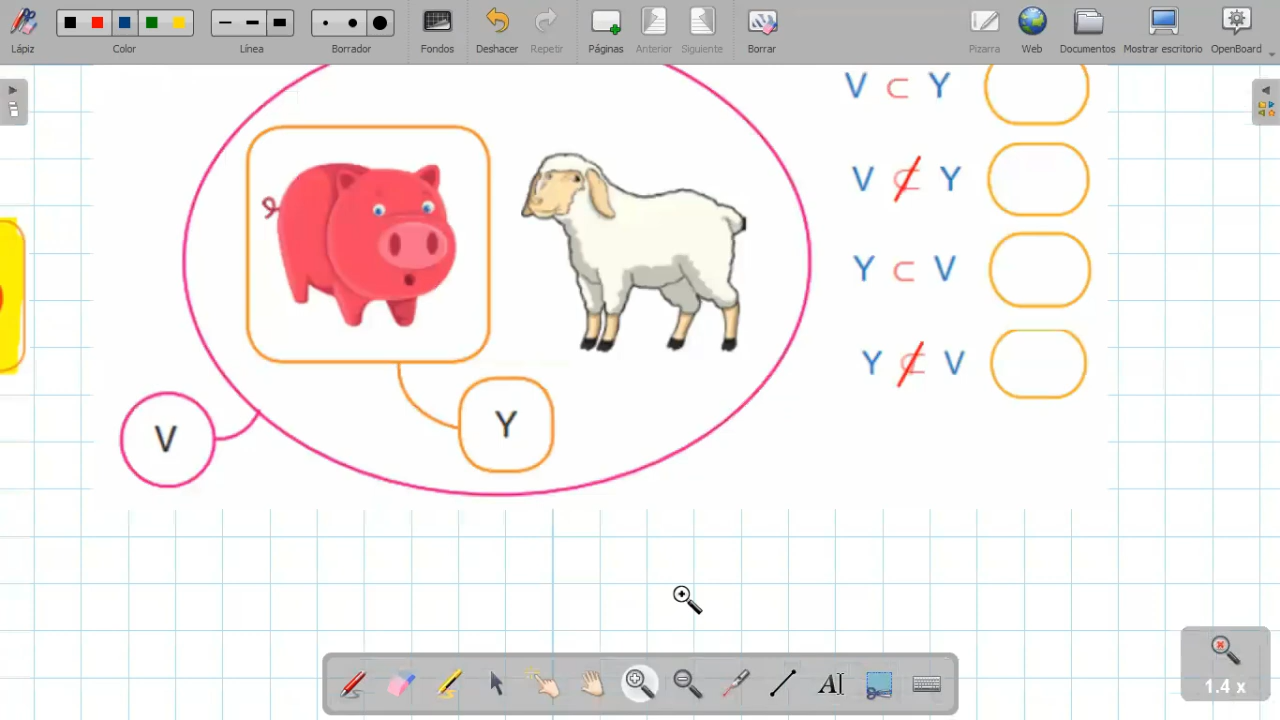 Lápiz Color Línea Borrador Fondos Deshacer Repetir Páginas Anterior Siguiente Borrar Pizarra Web Documentos Mostrar escritorio OpenBoard
V ⊂ Y
V ⊄ Y
Y ⊂ V
Y ⊄ V
Y
V
AI
1.4 x